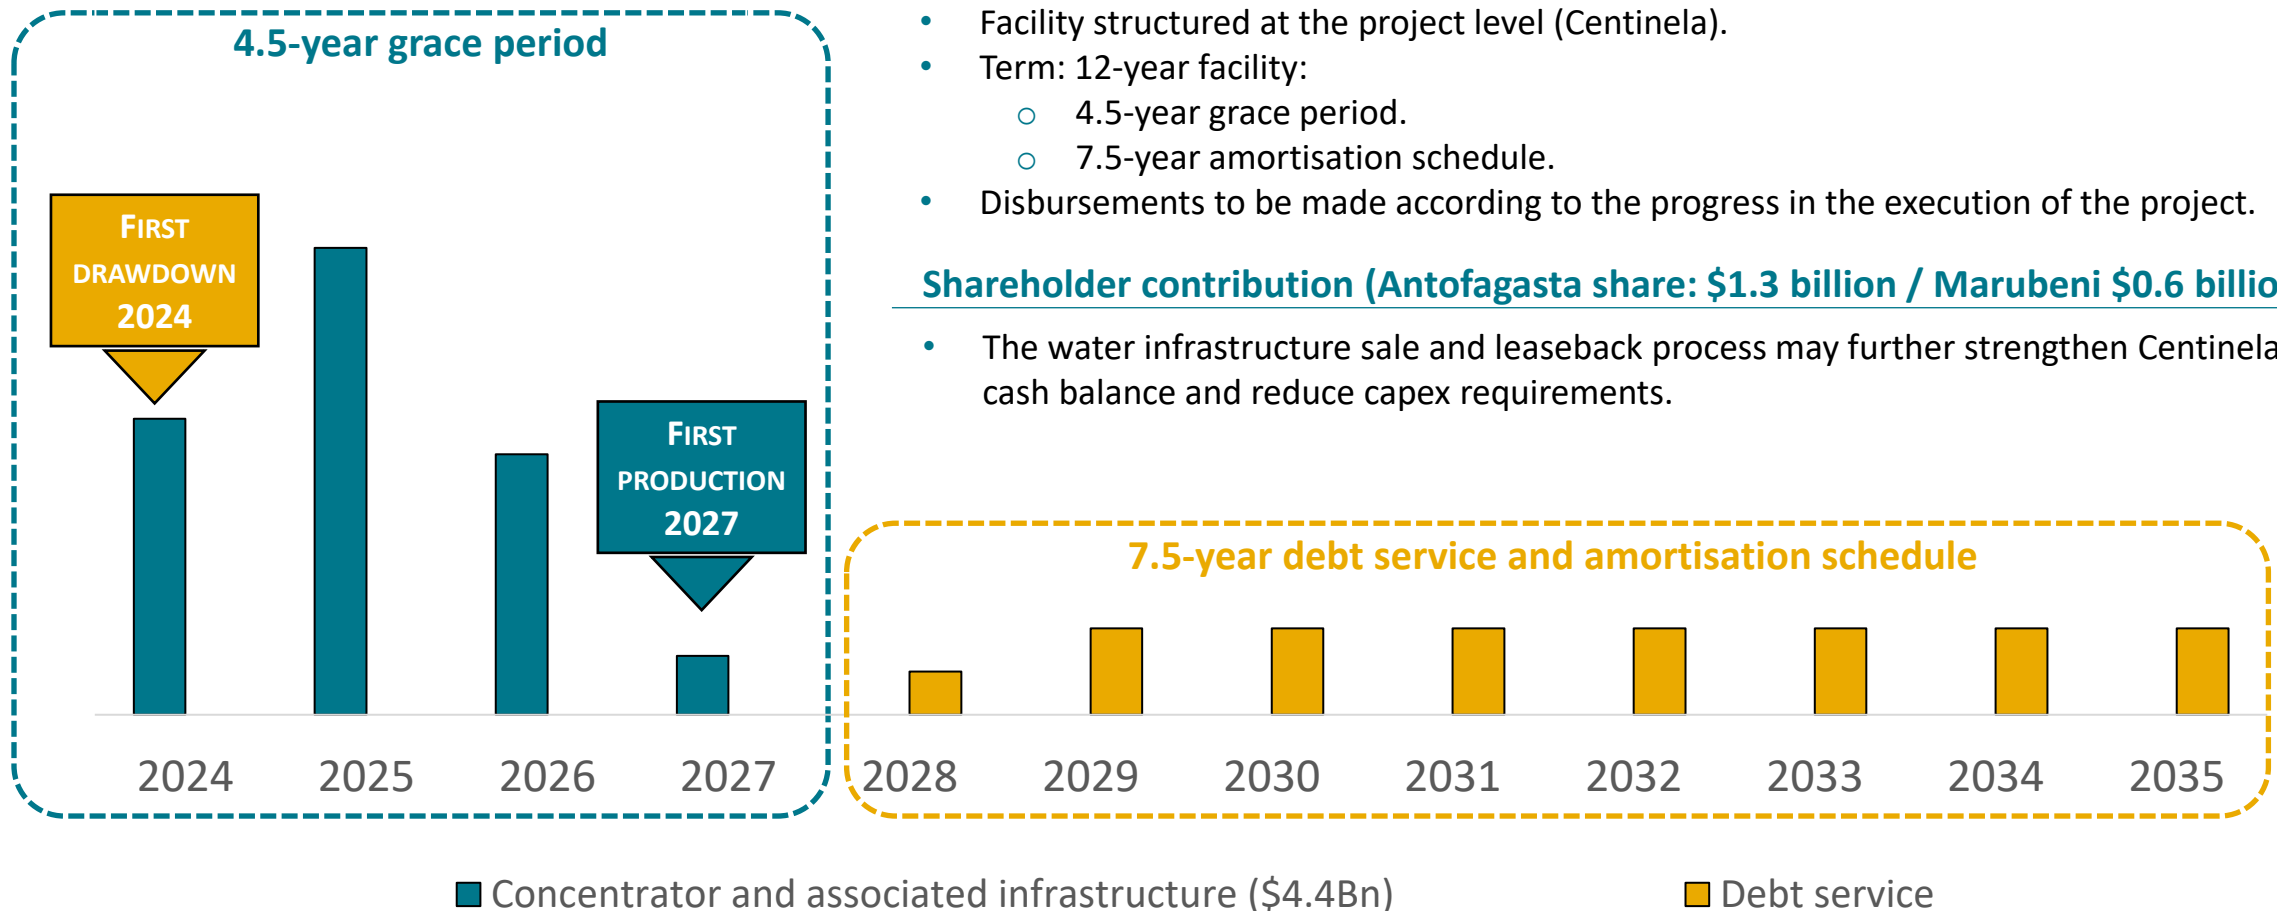 4.5-year grace period
FIRST
DRAWDOWN
2024
FIRST
PRODUCTION
2027
• Facility structured at the project level (Centinela).
• Term: 12-year facility:
o 4.5-year grace period.
o 7.5-year amortisation schedule.
• Disbursements to be made according to the progress in the execution of the project.
Shareholder contribution (Antofagasta share: $1.3 billion / Marubeni $0.6 billio
• The water infrastructure sale and leaseback process may further strengthen Centinela
cash balance and reduce capex requirements.
7.5-year debt service and amortisation schedule
2024 2025 2026 2027 2028 2029 2030 2031 2032 2033 2034 2035
Concentrator and associated infrastructure ($4.4Bn) Debt service